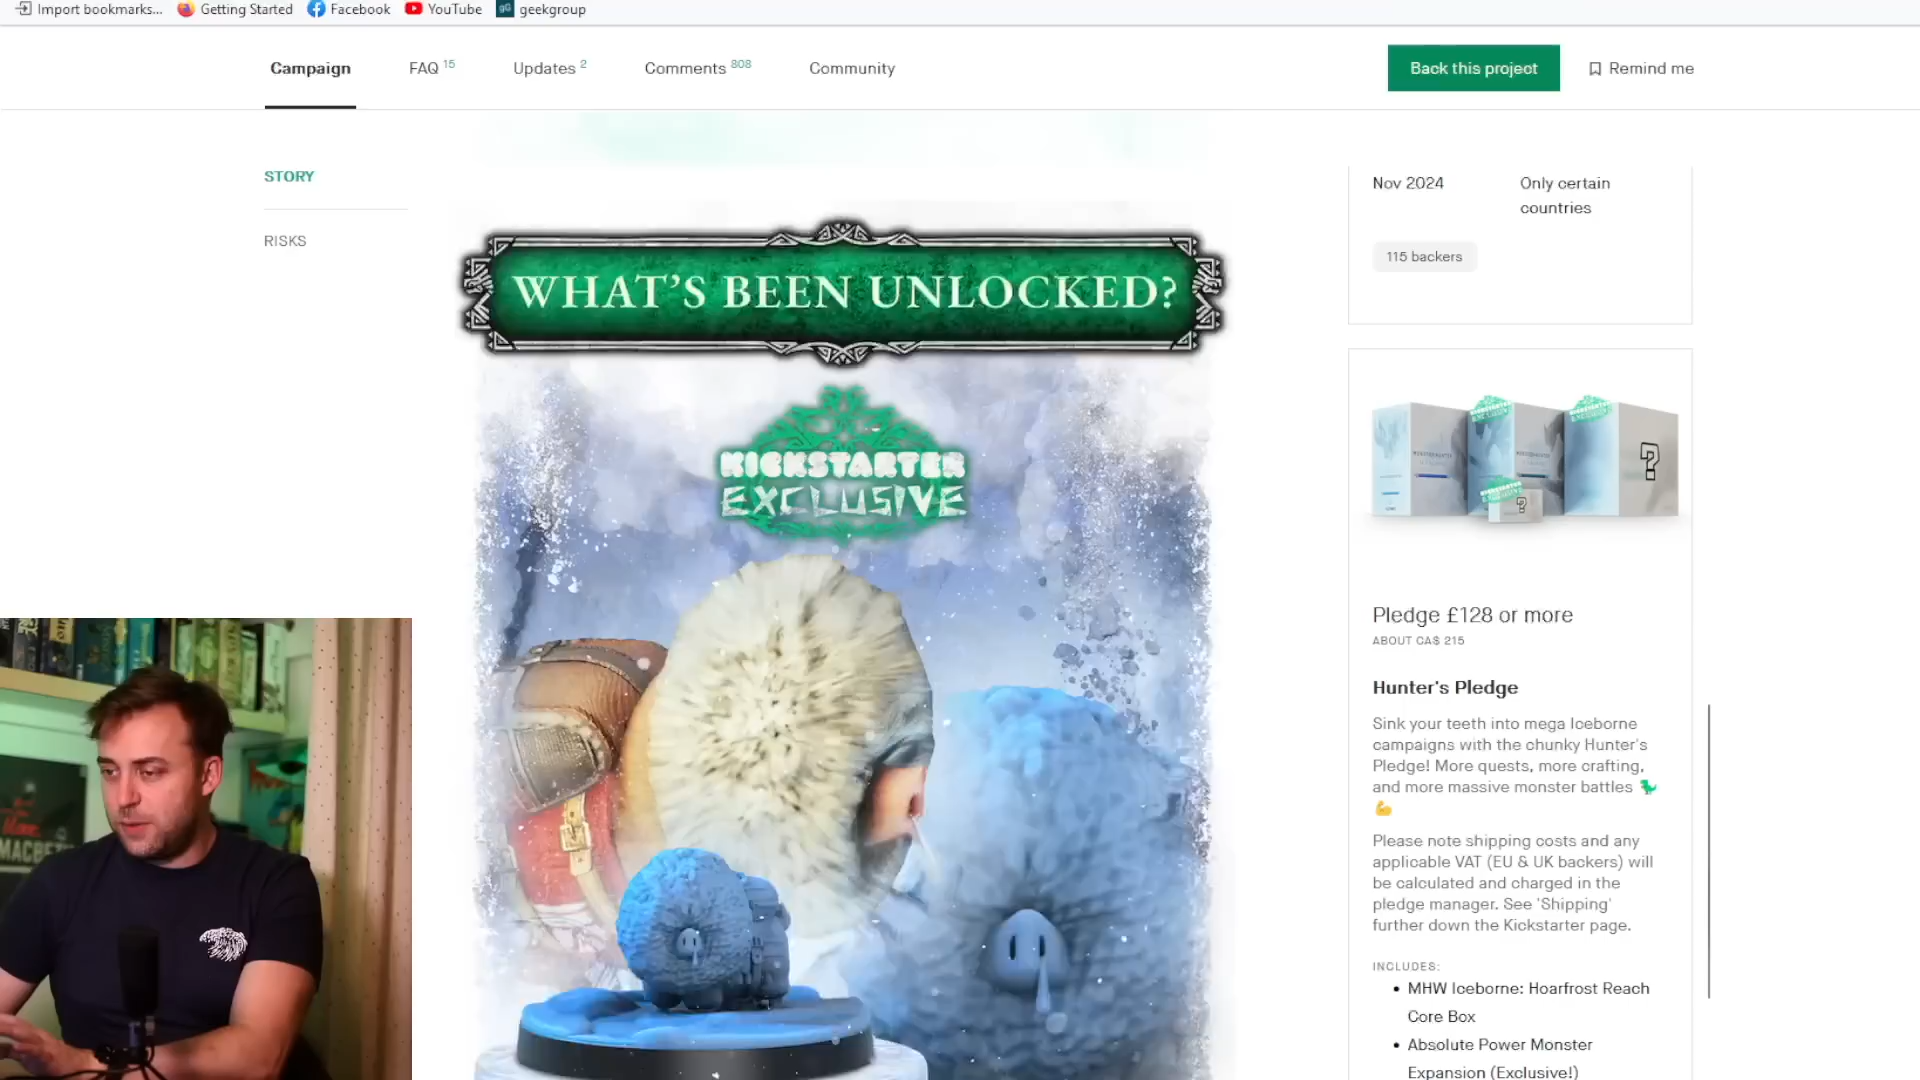 Import bookmarks...
Getting Started
Facebook
YouTube
gG
geekgroup
Campaign
FAQ 15
Updates 2
Comments 808
Community
Back this project
Remind me
STORY
RISKS
WHAT'S BEEN UNLOCKED?
KICKSTARTER
EXCLUSIVE
MACBETH
Nov 2024
Only certain
countries
115 backers
?
?
Pledge £128 or more
ABOUT CA$ 215
Hunter's Pledge
Sink your teeth into mega Iceborne
campaigns with the chunky Hunter's
Pledge! More quests, more crafting,
and more massive monster battles 🦖
💪
Please note shipping costs and any
applicable VAT (EU & UK backers) will
be calculated and charged in the
pledge manager. See 'Shipping'
further down the Kickstarter page.
INCLUDES:
• MHW Iceborne: Hoarfrost Reach
Core Box
• Absolute Power Monster
Expansion (Exclusive!)